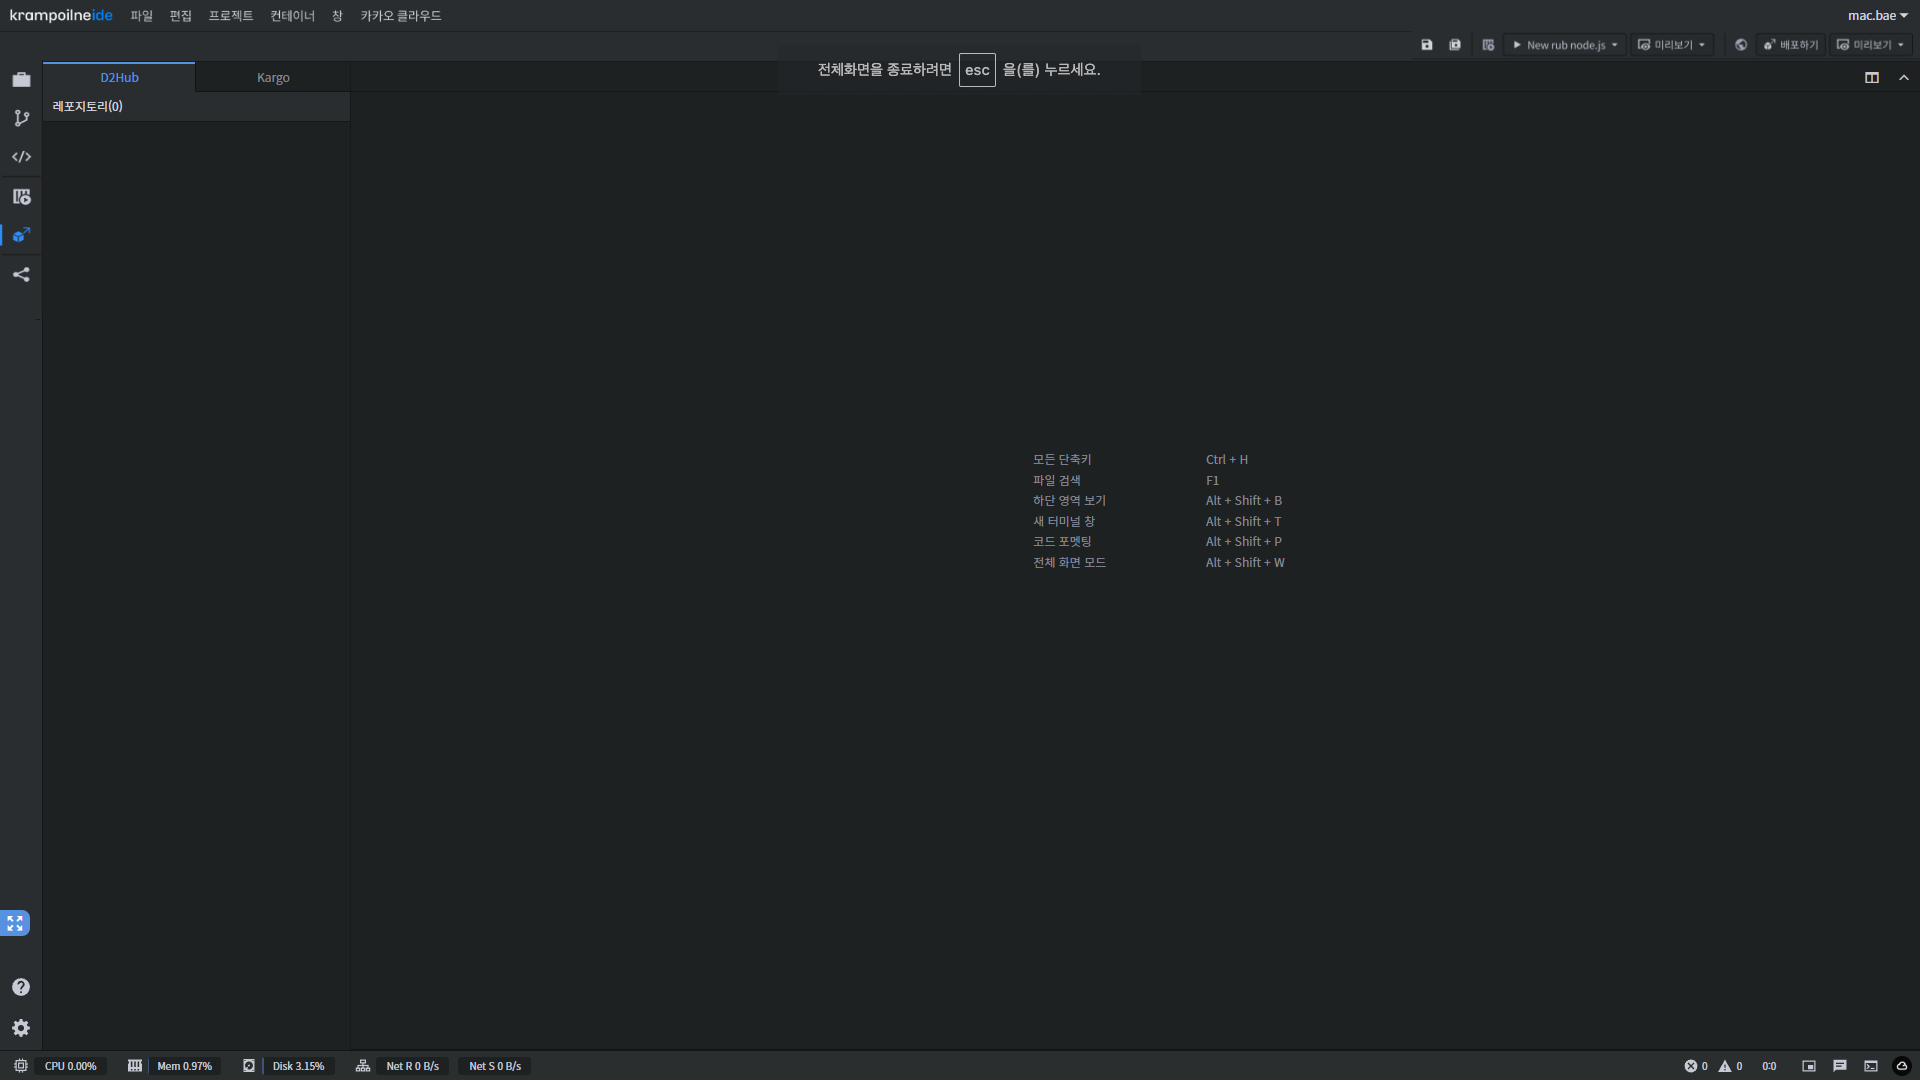 krampoilneide 파일 편집 프로젝트 컨테이너 창 카카오 클라우드 mac.bae
New rub node.js 미리보기 배포하기 미리보기
전체화면을 종료하려면 esc 을(를) 누르세요.
D2Hub Kargo
레포지토리(0)
모든 단축키 Ctrl + H
파일 검색 F1
하단 영역 보기 Alt + Shift + B
새 터미널 창 Alt + Shift + T
코드 포멧팅 Alt + Shift + P
전체 화면 모드 Alt + Shift + W
CPU 0.00% Mem 0.97% Disk 3.15% Net R 0 B/s Net S 0 B/s 0 0 0:0